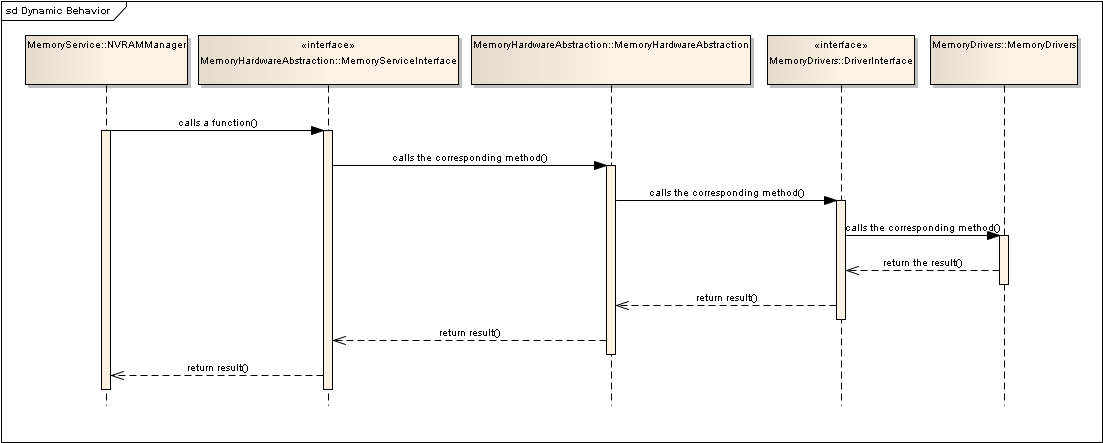 sd Dynamic Behavior
MemoryService::NVRAMManager
«interface»
MemoryHardwareAbstraction::MemoryServiceInterface
MemoryHardwareAbstraction::MemoryHardwareAbstraction
«interface»
MemoryDrivers::DriverInterface
MemoryDrivers::MemoryDrivers
calls a function()
calls the corresponding method()
calls the corresponding method()
calls the corresponding method()
return the result()
return result()
return result()
return result()